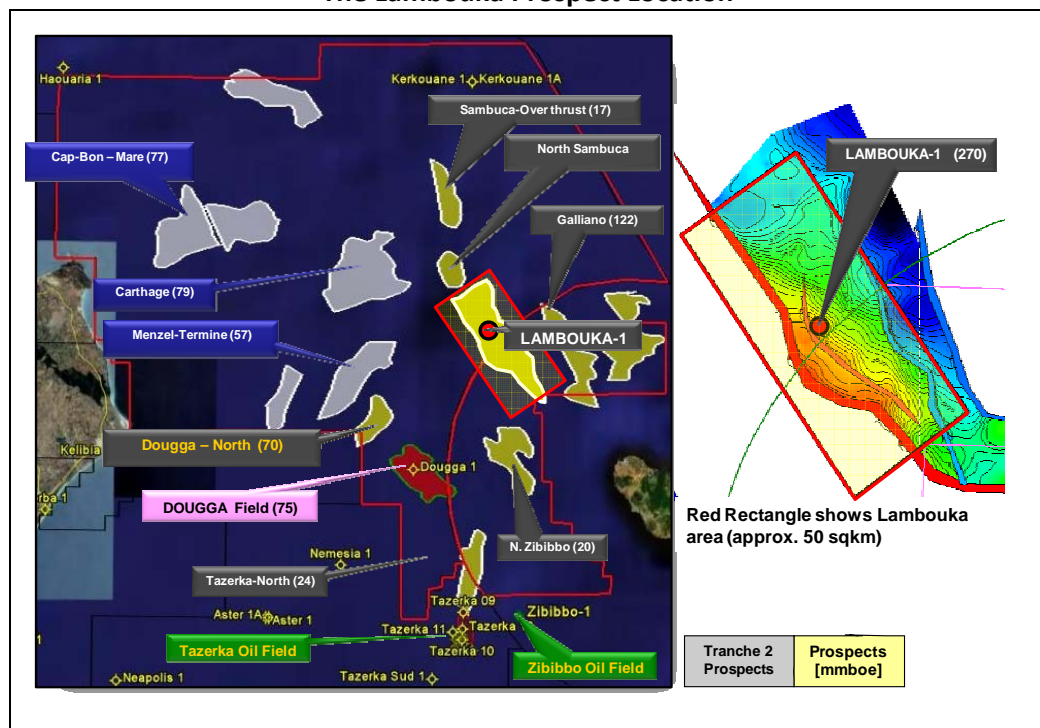 The Lambouka Prospect Location
Haouaria 1
Kerkouane 1
Kerkouane 1A
Sambuca-Over thrust (17)
North Sambuca
Cap-Bon – Mare (77)
Galliano (122)
LAMBOUKA-1 (270)
Carthage (79)
Menzel-Termine (57)
LAMBOUKA-1
Dougga – North (70)
Kelibia
Dougga 1
DOUGGA Field (75)
rba 1
Red Rectangle shows Lambouka
area (approx. 50 sqkm)
N. Zibibbo (20)
Nemesia 1
Tazerka-North (24)
Tazerka 09
Zibibbo-1
Aster 1A
Aster 1
Tazerka 11
Tazerka
Tazerka 10
Tazerka Oil Field
Zibibbo Oil Field
Neapolis 1
Tazerka Sud 1
Tranche 2
Prospects
Prospects
[mmboe]